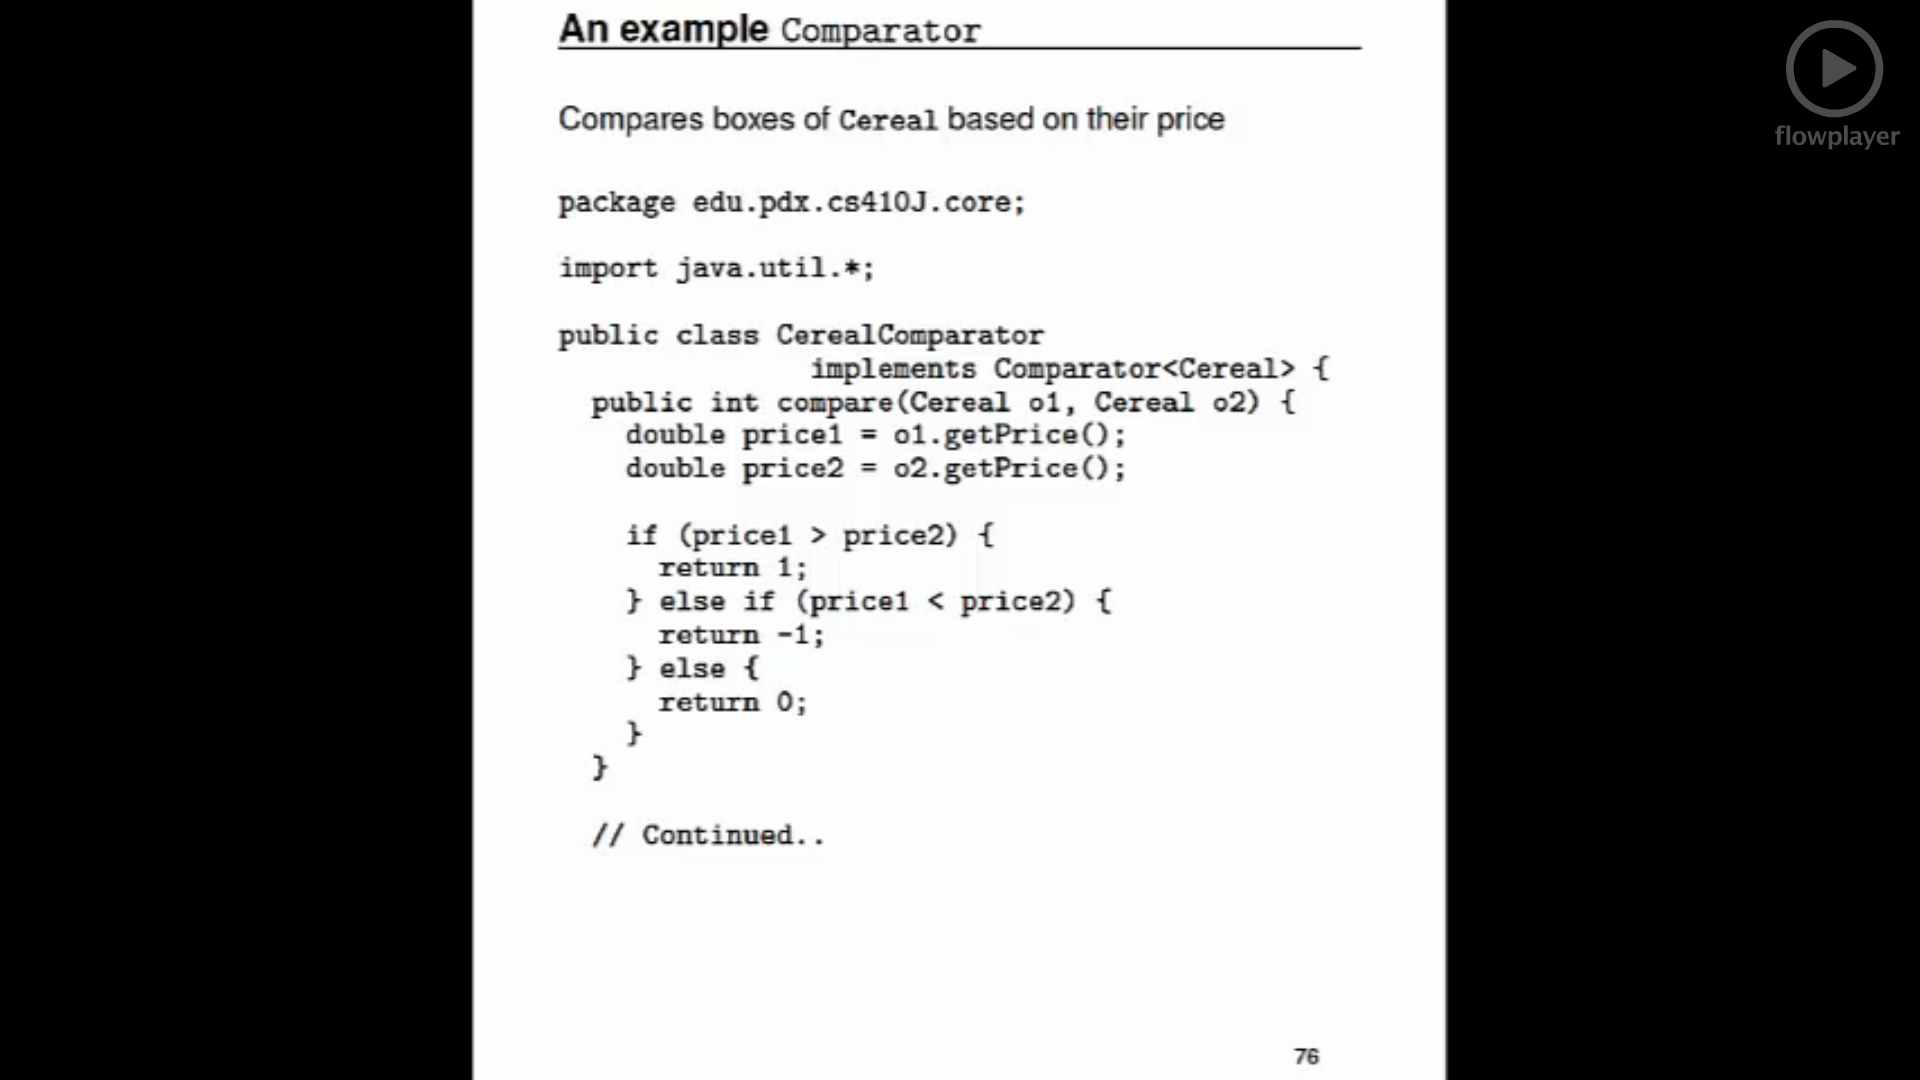 An example Comparator
Compares boxes of Cereal based on their price
package edu.pdx.cs410J.core;
import java.util.*;
public class CerealComparator
implements Comparator<Cereal> {
public int compare(Cereal o1, Cereal o2) {
double price1 = o1.getPrice();
double price2 = o2.getPrice();
if (price1 > price2) {
return 1;
} else if (price1 < price2) {
return -1;
} else {
return 0;
}
}
// Continued..
76
flowplayer